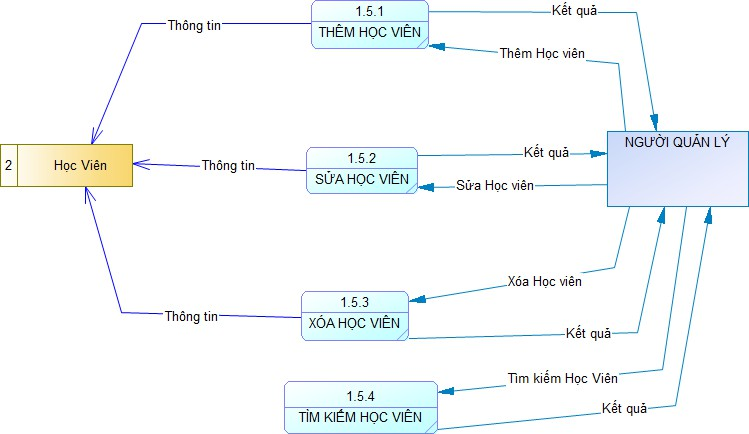 1.5.1
THÊM HỌC VIÊN
Kết quả
Thông tin
Thêm Học viên
NGƯỜI QUẢN LÝ
2
Học Viên
1.5.2
SỬA HỌC VIÊN
Kết quả
Thông tin
Sửa Học viên
1.5.3
XÓA HỌC VIÊN
Xóa Học viên
Thông tin
Kết quả
1.5.4
TÌM KIẾM HỌC VIÊN
Tìm kiếm Học Viên
Kết quả